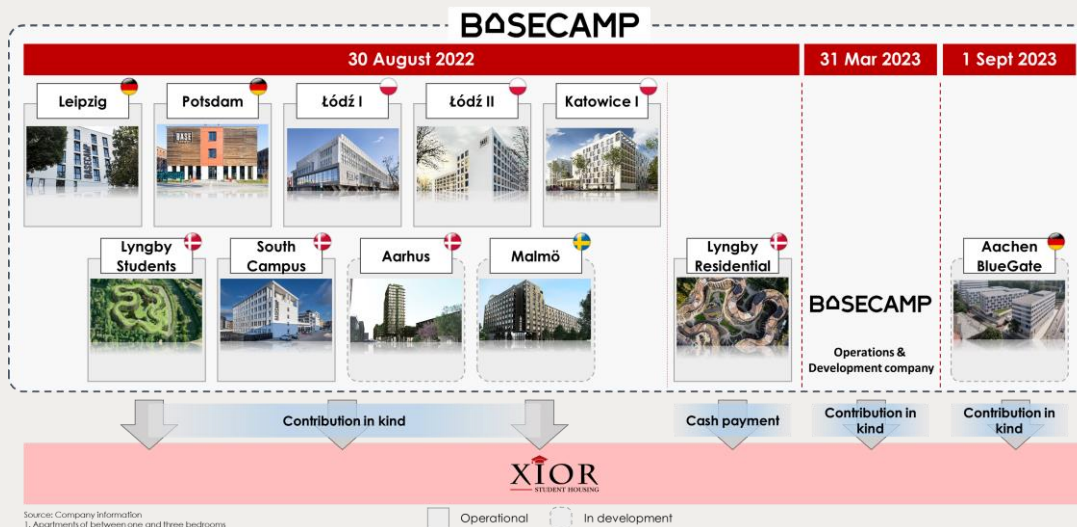 BASECAMP
30 August 2022
31 Mar 2023
1 Sept 2023
Leipzig
Potsdam
Łódź I
Łódź II
Katowice I
BASECAMP
BASE
Lyngby
Students
South
Campus
Aarhus
Malmö
Lyngby
Residential
BASECAMP
Operations &
Development company
Aachen
BlueGate
Contribution in kind
Cash payment
Contribution in
kind
Contribution in
kind
XIOR
STUDENT HOUSING
Source: Company Information
1. Apartments of between one and three bedrooms
Operational
In development